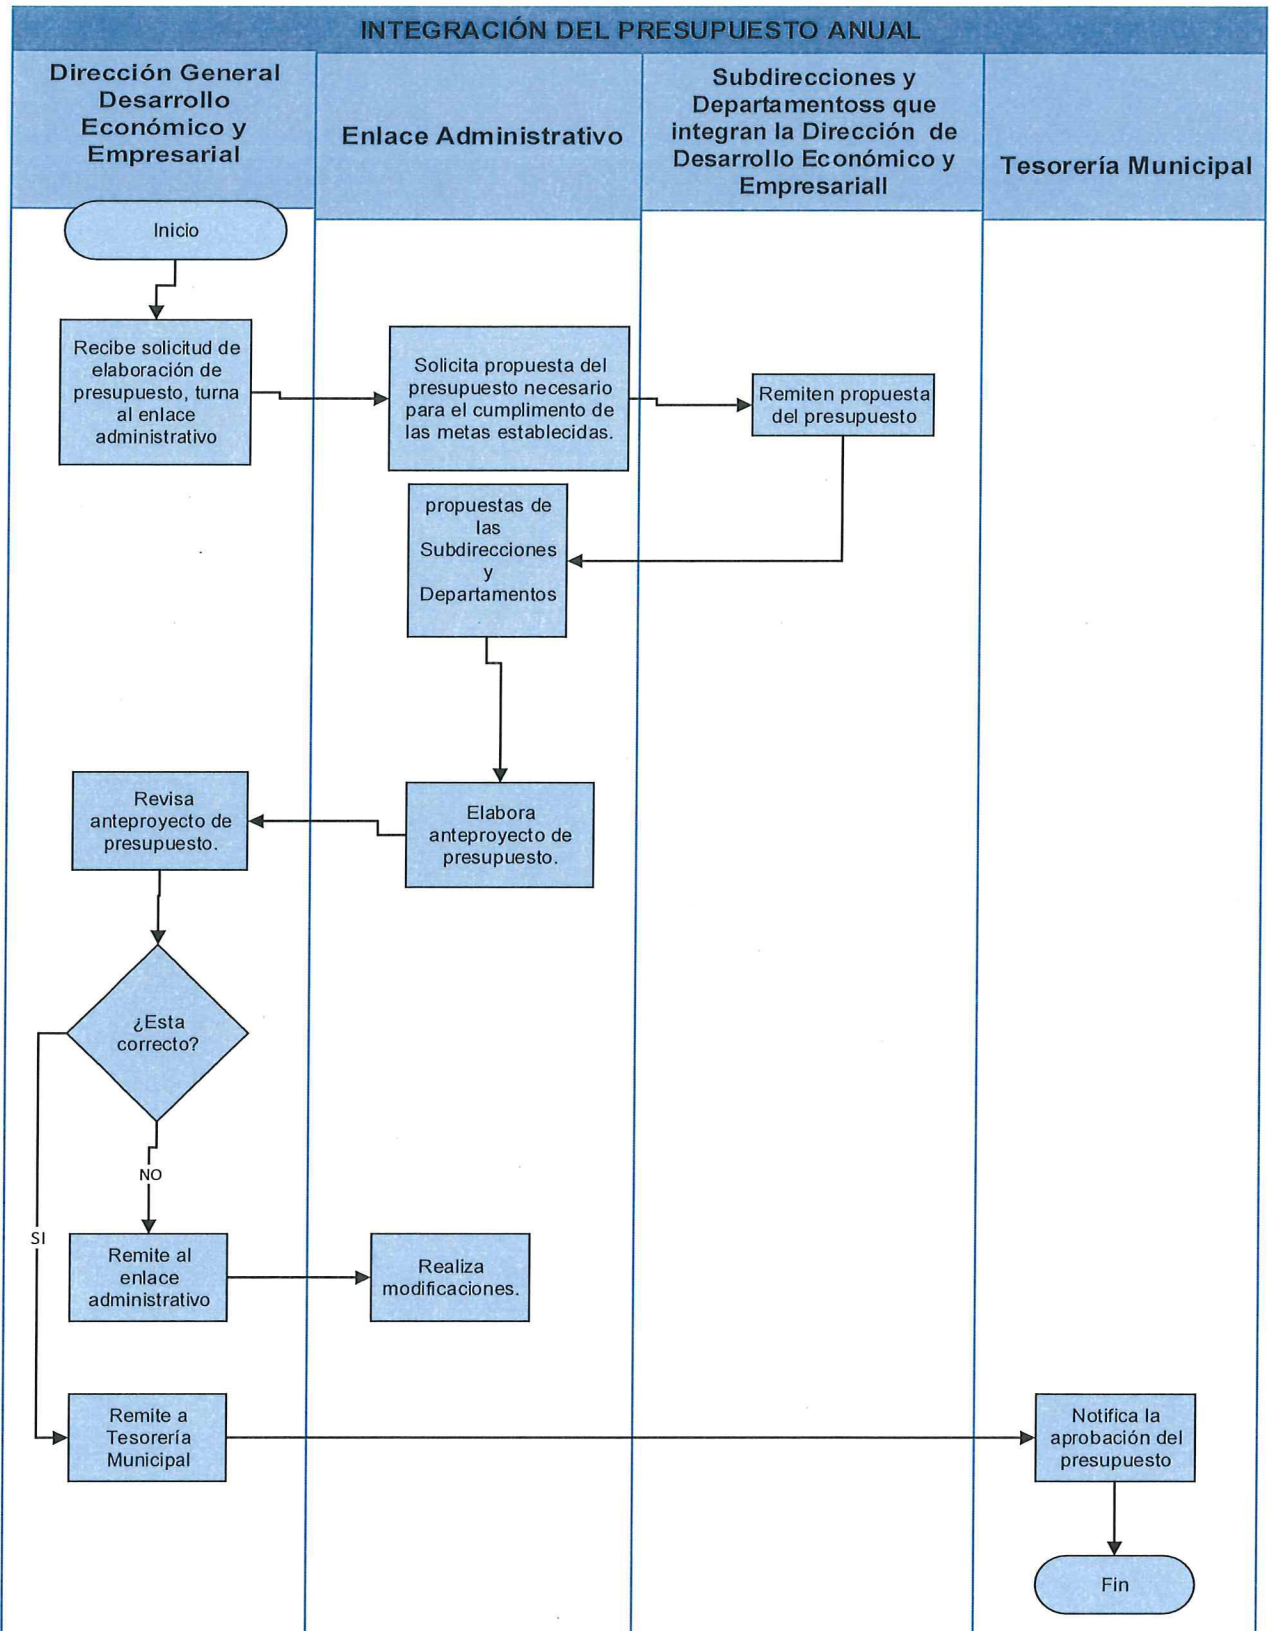 INTEGRACIÓN DEL PRESUPUESTO ANUAL
Dirección General
Desarrollo
Económico y
Empresarial
Enlace Administrativo
Subdirecciones y
Departamentoss que
integran la Dirección de
Desarrollo Económico y
Empresariall
Tesorería Municipal
Inicio
Recibe solicitud de
elaboración de
presupuesto, turna
al enlace
administrativo
Solicita propuesta del
presupuesto necesario
para el cumplimento de
las metas establecidas.
Remiten propuesta
del presupuesto
propuestas de
las
Subdirecciones
y
Departamentos
Revisa
anteproyecto de
presupuesto.
Elabora
anteproyecto de
presupuesto.
¿Esta
correcto?
NO
SI
Remite al
enlace
administrativo
Realiza
modificaciones.
Remite a
Tesorería
Municipal
Notifica la
aprobación del
presupuesto
Fin